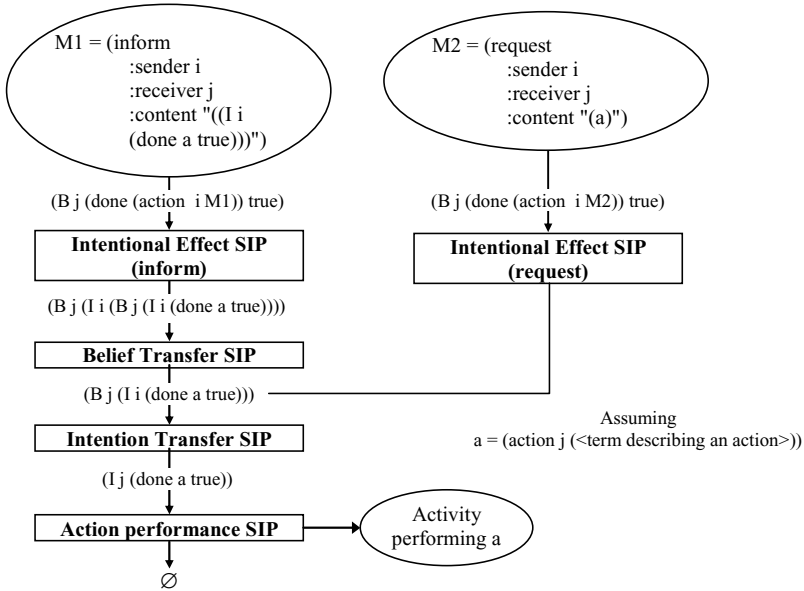 M1 = (inform
:sender i
:receiver j
:content "((I i
(done a true)))")
M2 = (request
:sender i
:receiver j
:content "(a)")
(B j (done (action i M1)) true)
(B j (done (action i M2)) true)
Intentional Effect SIP
(inform)
Intentional Effect SIP
(request)
(B j (I i (B j (I i (done a true))))
Belief Transfer SIP
(B j (I i (done a true)))
Intention Transfer SIP
Assuming
a = (action j (<term describing an action>))
(I j (done a true))
Action performance SIP
Activity
performing a
∅